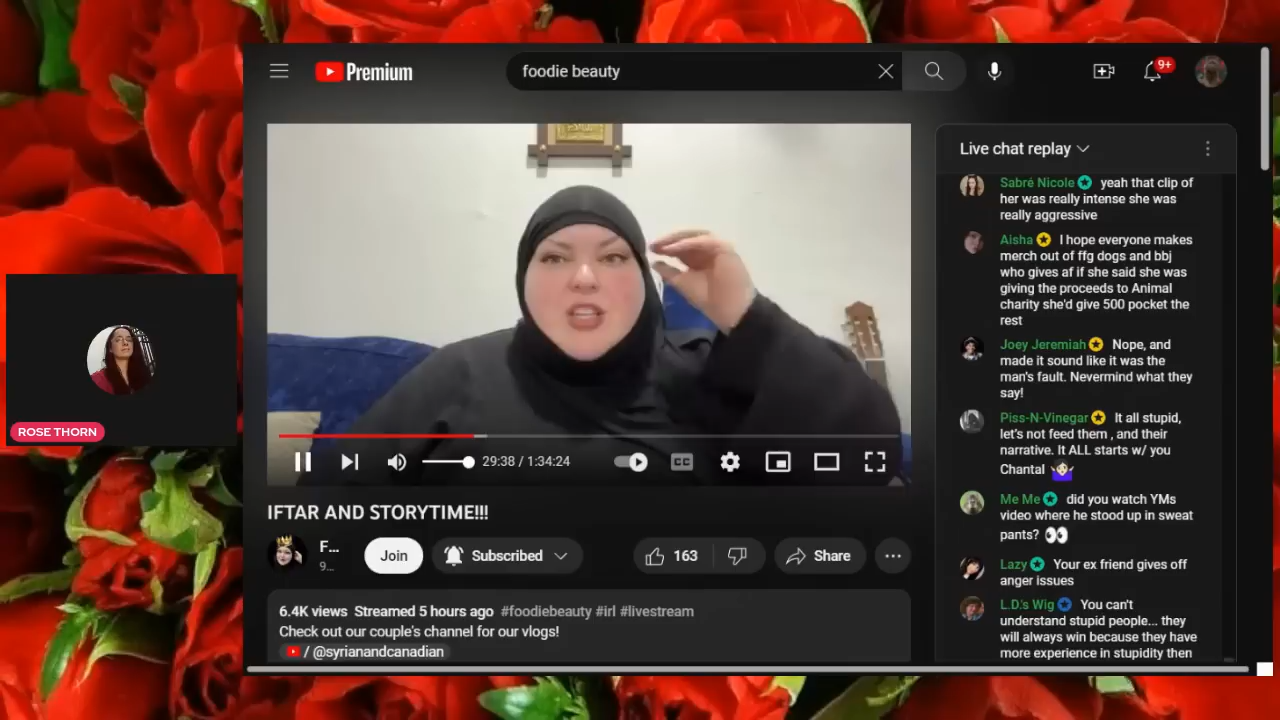 Premium
foodie beauty
9+
Live chat replay
Sabré Nicole yeah that clip of
her was really intense she was
really aggressive
Aisha I hope everyone makes
merch out of ffg dogs and bbj
who gives af if she said she was
giving the proceeds to Animal
charity she'd give 500 pocket the
rest
Joey Jeremiah Nope, and
made it sound like it was the
man's fault. Nevermind what they
say!
Piss-N-Vinegar It all stupid,
let's not feed them , and their
narrative. It ALL starts w/ you
Chantal
Me Me did you watch YMs
video where he stood up in sweat
pants?
Lazy Your ex friend gives off
anger issues
L.D.'s Wig You can't
understand stupid people... they
will always win because they have
more experience in stupidity then
ROSE THORN
29:38 / 1:34:24
CC
IFTAR AND STORYTIME!!!
F...
9...
Join
Subscribed
163
Share
6.4K views Streamed 5 hours ago #foodiebeauty #irl #livestream
Check out our couple's channel for our vlogs!
/ @syrianandcanadian